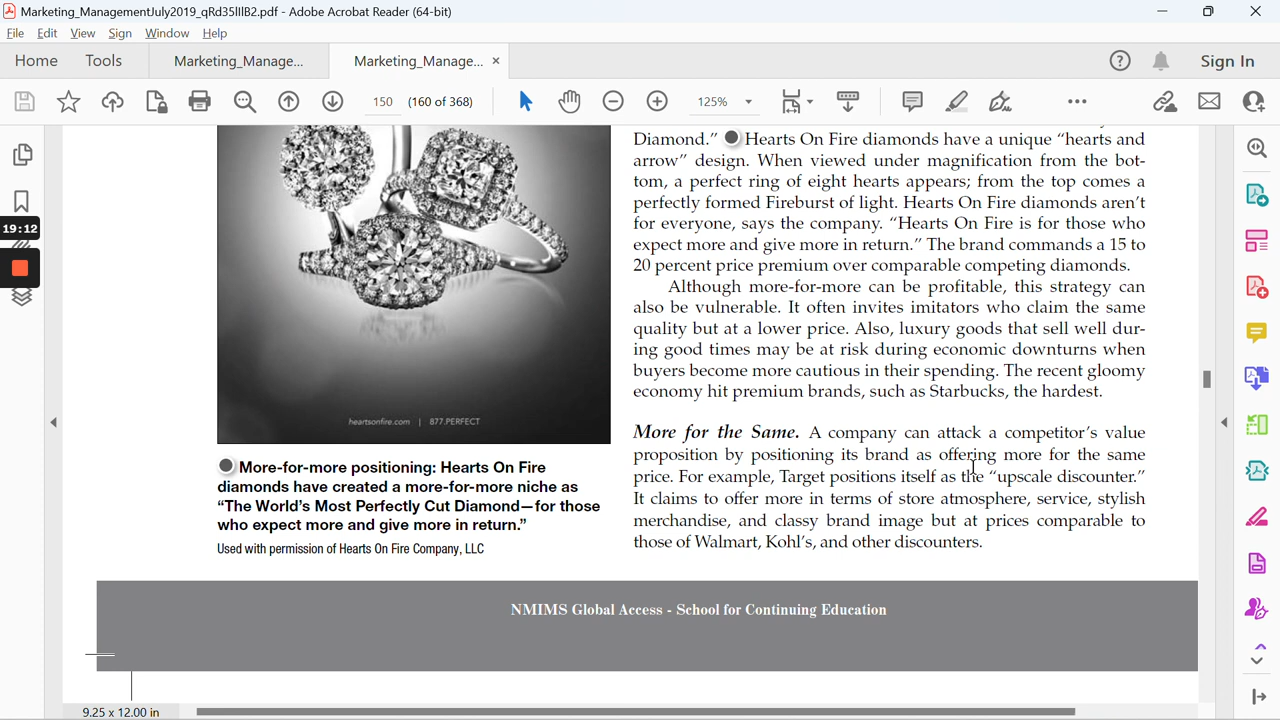 Marketing_ManagementJuly2019_qRd35IIIB2.pdf - Adobe Acrobat Reader (64-bit)
File Edit View Sign Window Help
Home Tools Marketing_Manage... Marketing_Manage... × Sign In
150 (160 of 368) 125%
19:12
Diamond.” Hearts On Fire diamonds have a unique “hearts and
arrow” design. When viewed under magnification from the bot-
tom, a perfect ring of eight hearts appears; from the top comes a
perfectly formed Fireburst of light. Hearts On Fire diamonds aren’t
for everyone, says the company. “Hearts On Fire is for those who
expect more and give more in return.” The brand commands a 15 to
20 percent price premium over comparable competing diamonds.
Although more-for-more can be profitable, this strategy can
also be vulnerable. It often invites imitators who claim the same
quality but at a lower price. Also, luxury goods that sell well dur-
ing good times may be at risk during economic downturns when
buyers become more cautious in their spending. The recent gloomy
economy hit premium brands, such as Starbucks, the hardest.
More for the Same. A company can attack a competitor’s value
proposition by positioning its brand as offering more for the same
price. For example, Target positions itself as the “upscale discounter.”
It claims to offer more in terms of store atmosphere, service, stylish
merchandise, and classy brand image but at prices comparable to
those of Walmart, Kohl’s, and other discounters.
heartsonfire.com | 877.PERFECT
More-for-more positioning: Hearts On Fire
diamonds have created a more-for-more niche as
“The World’s Most Perfectly Cut Diamond—for those
who expect more and give more in return.”
Used with permission of Hearts On Fire Company, LLC
NMIMS Global Access - School for Continuing Education
9.25 x 12.00 in